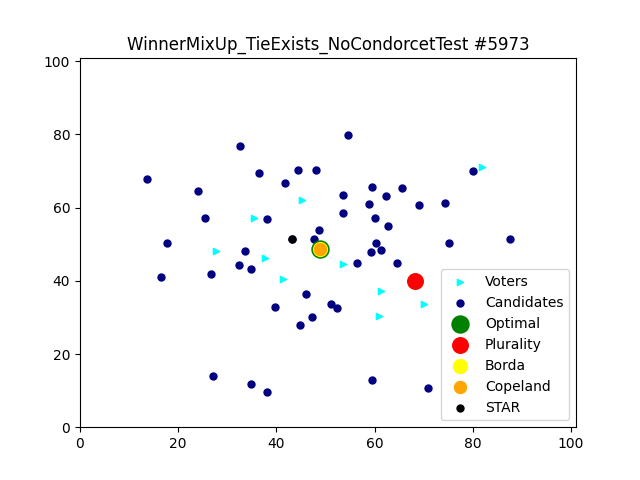 WinnerMixUp_TieExists_NoCondorcetTest #5973
100
80
60
40
20
0
0 20 40 60 80 100
Voters
Candidates
Optimal
Plurality
Borda
Copeland
STAR